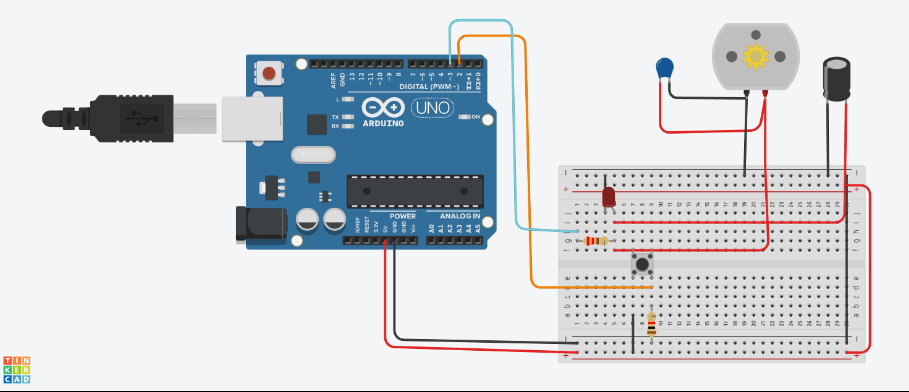 AREF
GND
13
12
~11
~10
~9
8
7
~6
~5
4
~3
2
TX→1
RX←0
DIGITAL (PWM~)
L
TX
RX
UNO
ARDUINO
ON
POWER
ANALOG IN
IOREF
RESET
3.3V
5V
GND
GND
Vin
A0
A1
A2
A3
A4
A5
TIN
KER
CAD